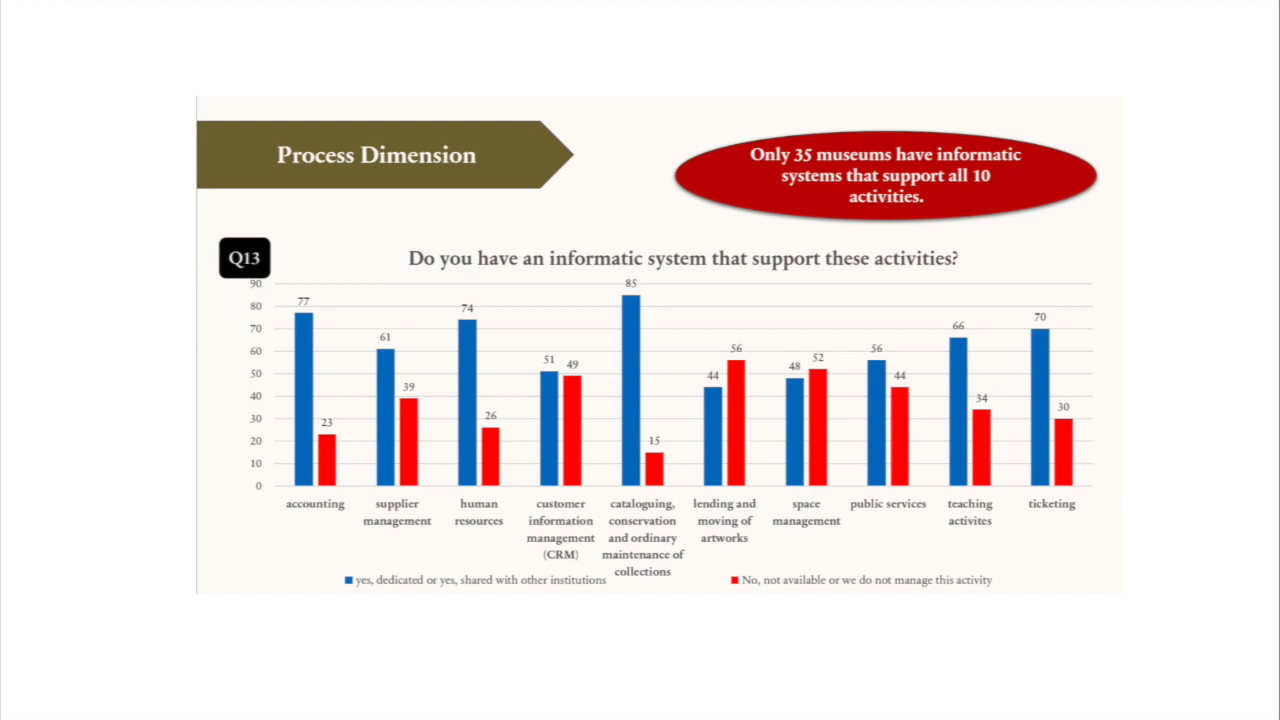 Process Dimension
Only 35 museums have informatic
systems that support all 10
activities.
Q13
Do you have an informatic system that support these activities?
90
80
70
60
50
40
30
20
10
0
77
23
61
39
74
26
51
49
85
15
44
56
48
52
56
44
66
34
70
30
accounting
supplier
management
human
resources
customer
information
management
(CRM)
cataloguing,
conservation
and ordinary
maintenance of
collections
lending and
moving of
artworks
space
management
public services
teaching
activites
ticketing
yes, dedicated or yes, shared with other institutions
No, not available or we do not manage this activity